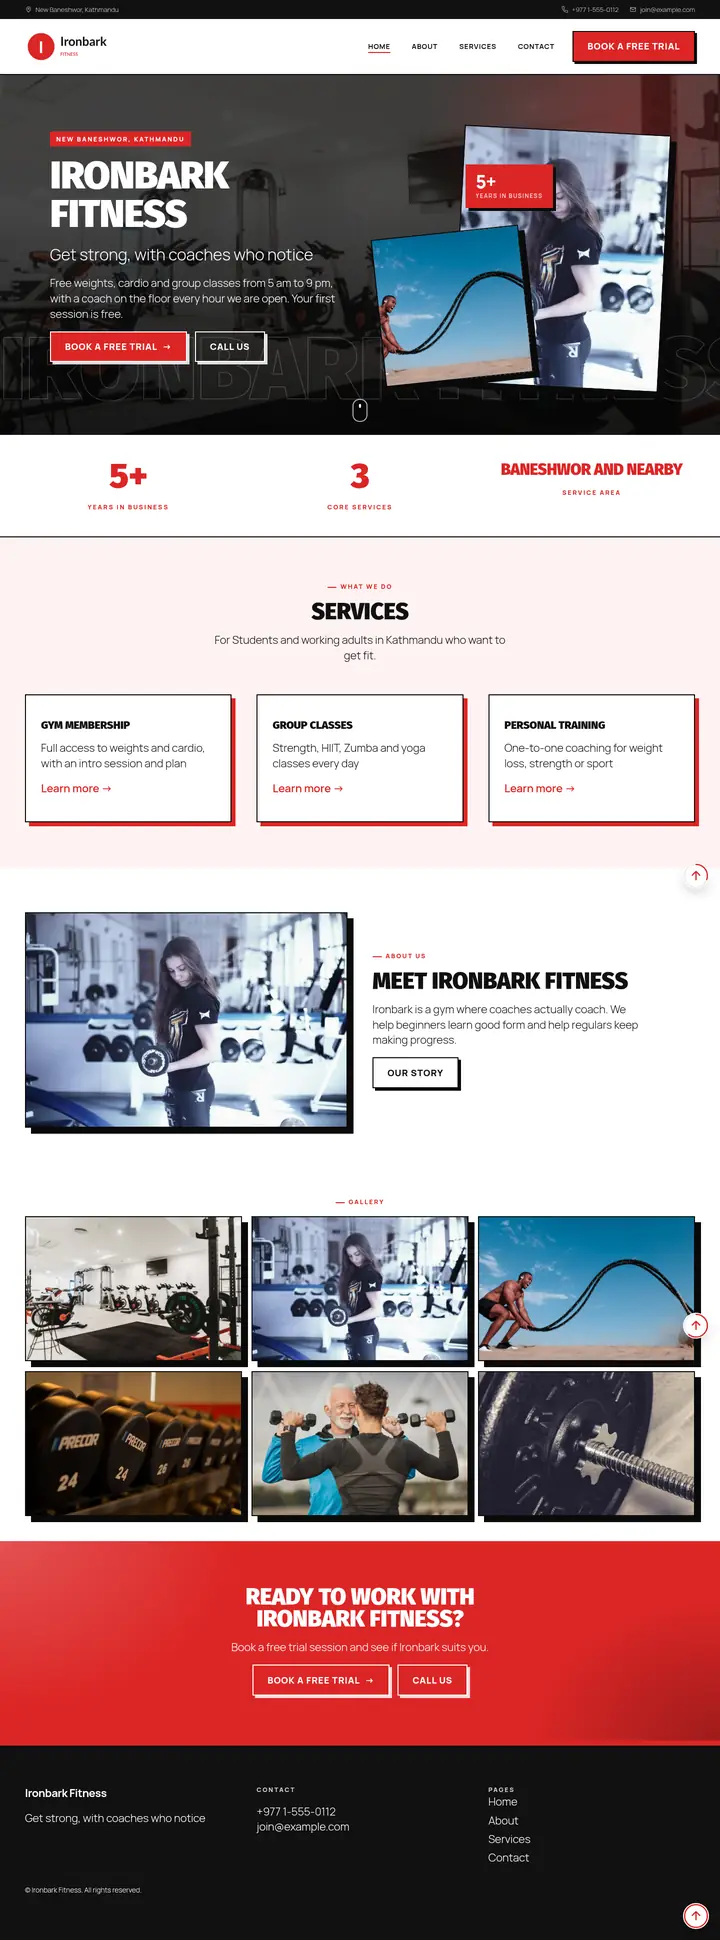 New Baneshwor, Kathmandu
+977 1-555-0112
join@example.com
I
Ironbark
FITNESS
HOME
ABOUT
SERVICES
CONTACT
BOOK A FREE TRIAL
NEW BANESHWOR, KATHMANDU
IRONBARK
FITNESS
Get strong, with coaches who notice
Free weights, cardio and group classes from 5 am to 9 pm,
with a coach on the floor every hour we are open. Your first
session is free.
BOOK A FREE TRIAL →
CALL US
5+
YEARS IN BUSINESS
IRONBARK FITNESS
5+
YEARS IN BUSINESS
3
CORE SERVICES
BANESHWOR AND NEARBY
SERVICE AREA
WHAT WE DO
SERVICES
For Students and working adults in Kathmandu who want to
get fit.
GYM MEMBERSHIP
Full access to weights and cardio,
with an intro session and plan
Learn more →
GROUP CLASSES
Strength, HIIT, Zumba and yoga
classes every day
Learn more →
PERSONAL TRAINING
One-to-one coaching for weight
loss, strength or sport
Learn more →
ABOUT US
MEET IRONBARK FITNESS
Ironbark is a gym where coaches actually coach. We
help beginners learn good form and help regulars keep
making progress.
OUR STORY
GALLERY
PRECOR
24
PRECOR
24
26
READY TO WORK WITH
IRONBARK FITNESS?
Book a free trial session and see if Ironbark suits you.
BOOK A FREE TRIAL →
CALL US
Ironbark Fitness
Get strong, with coaches who notice
CONTACT
+977 1-555-0112
join@example.com
PAGES
Home
About
Services
Contact
© Ironbark Fitness. All rights reserved.